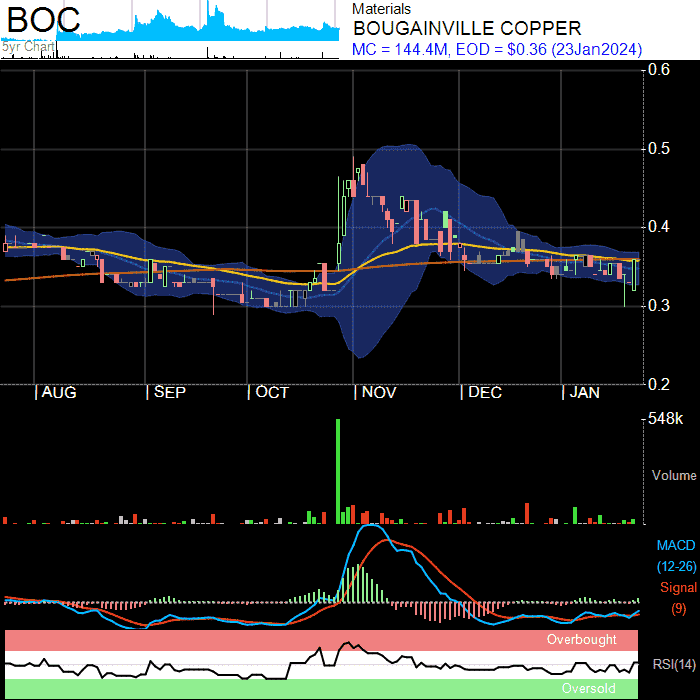 BOC
5yr Chart
Materials
BOUGAINVILLE COPPER
MC = 144.4M, EOD = $0.36 (23Jan2024)
0.6
0.5
0.4
0.3
0.2
AUG SEP OCT NOV DEC JAN
548k
Volume
MACD
(12-26)
Signal
(9)
Overbought
RSI(14)
Oversold